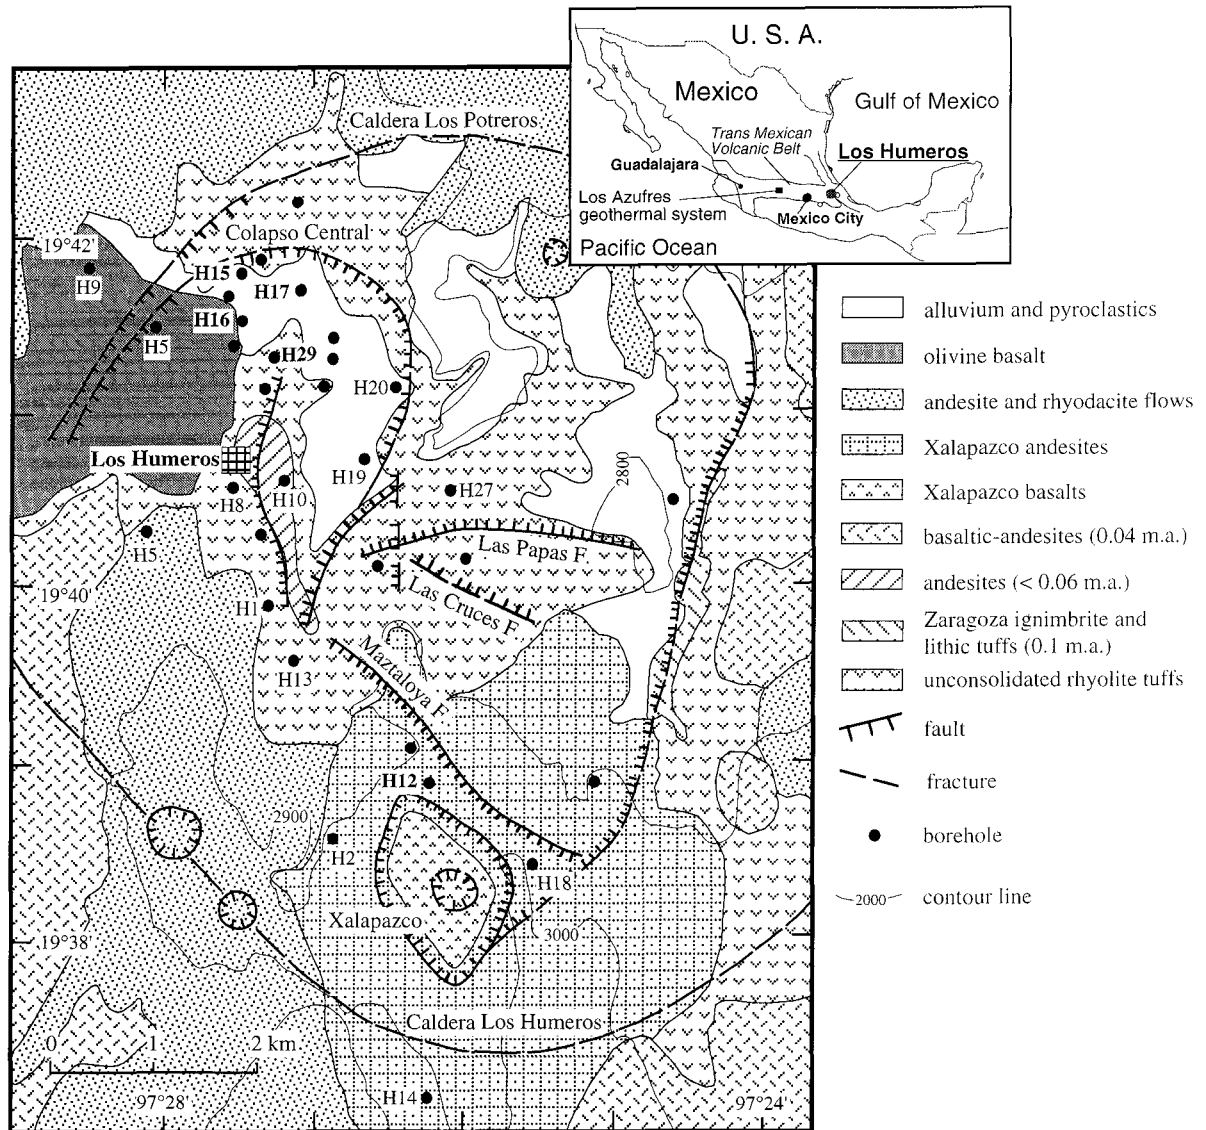 U. S. A.
Mexico
Gulf of Mexico
Trans Mexican
Volcanic Belt
Los Humeros
Guadalajara
Los Azufres
geothermal system
Mexico City
Pacific Ocean
Caldera Los Potreros
Colapso Central
19°42'
H15
H9
H17
H16
H5
H29
H20
Los Humeros
H19
H8
H10
H27
2800
H5
Las Papas F
Las Cruces F
19°40
H1
Maztaloya F
H13
H12
2900
H2
H18
Xalapazco
3000
19°38
Caldera Los Humeros
0 1 2 km
H14
97°28'
97°24'
alluvium and pyroclastics
olivine basalt
andesite and rhyodacite flows
Xalapazco andesites
Xalapazco basalts
basaltic-andesites (0.04 m.a.)
andesites (< 0.06 m.a.)
Zaragoza ignimbrite and
lithic tuffs (0.1 m.a.)
unconsolidated rhyolite tuffs
fault
fracture
borehole
2000
contour line